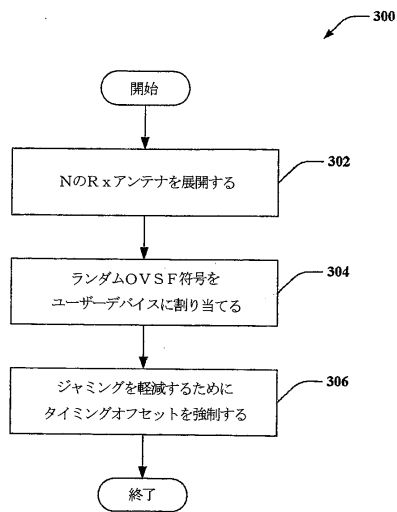 300
開始
NのRxアンテナを展開する
302
ランダムOVSF符号を
ユーザーデバイスに割り当てる
304
ジャミングを軽減するために
タイミングオフセットを強制する
306
終了